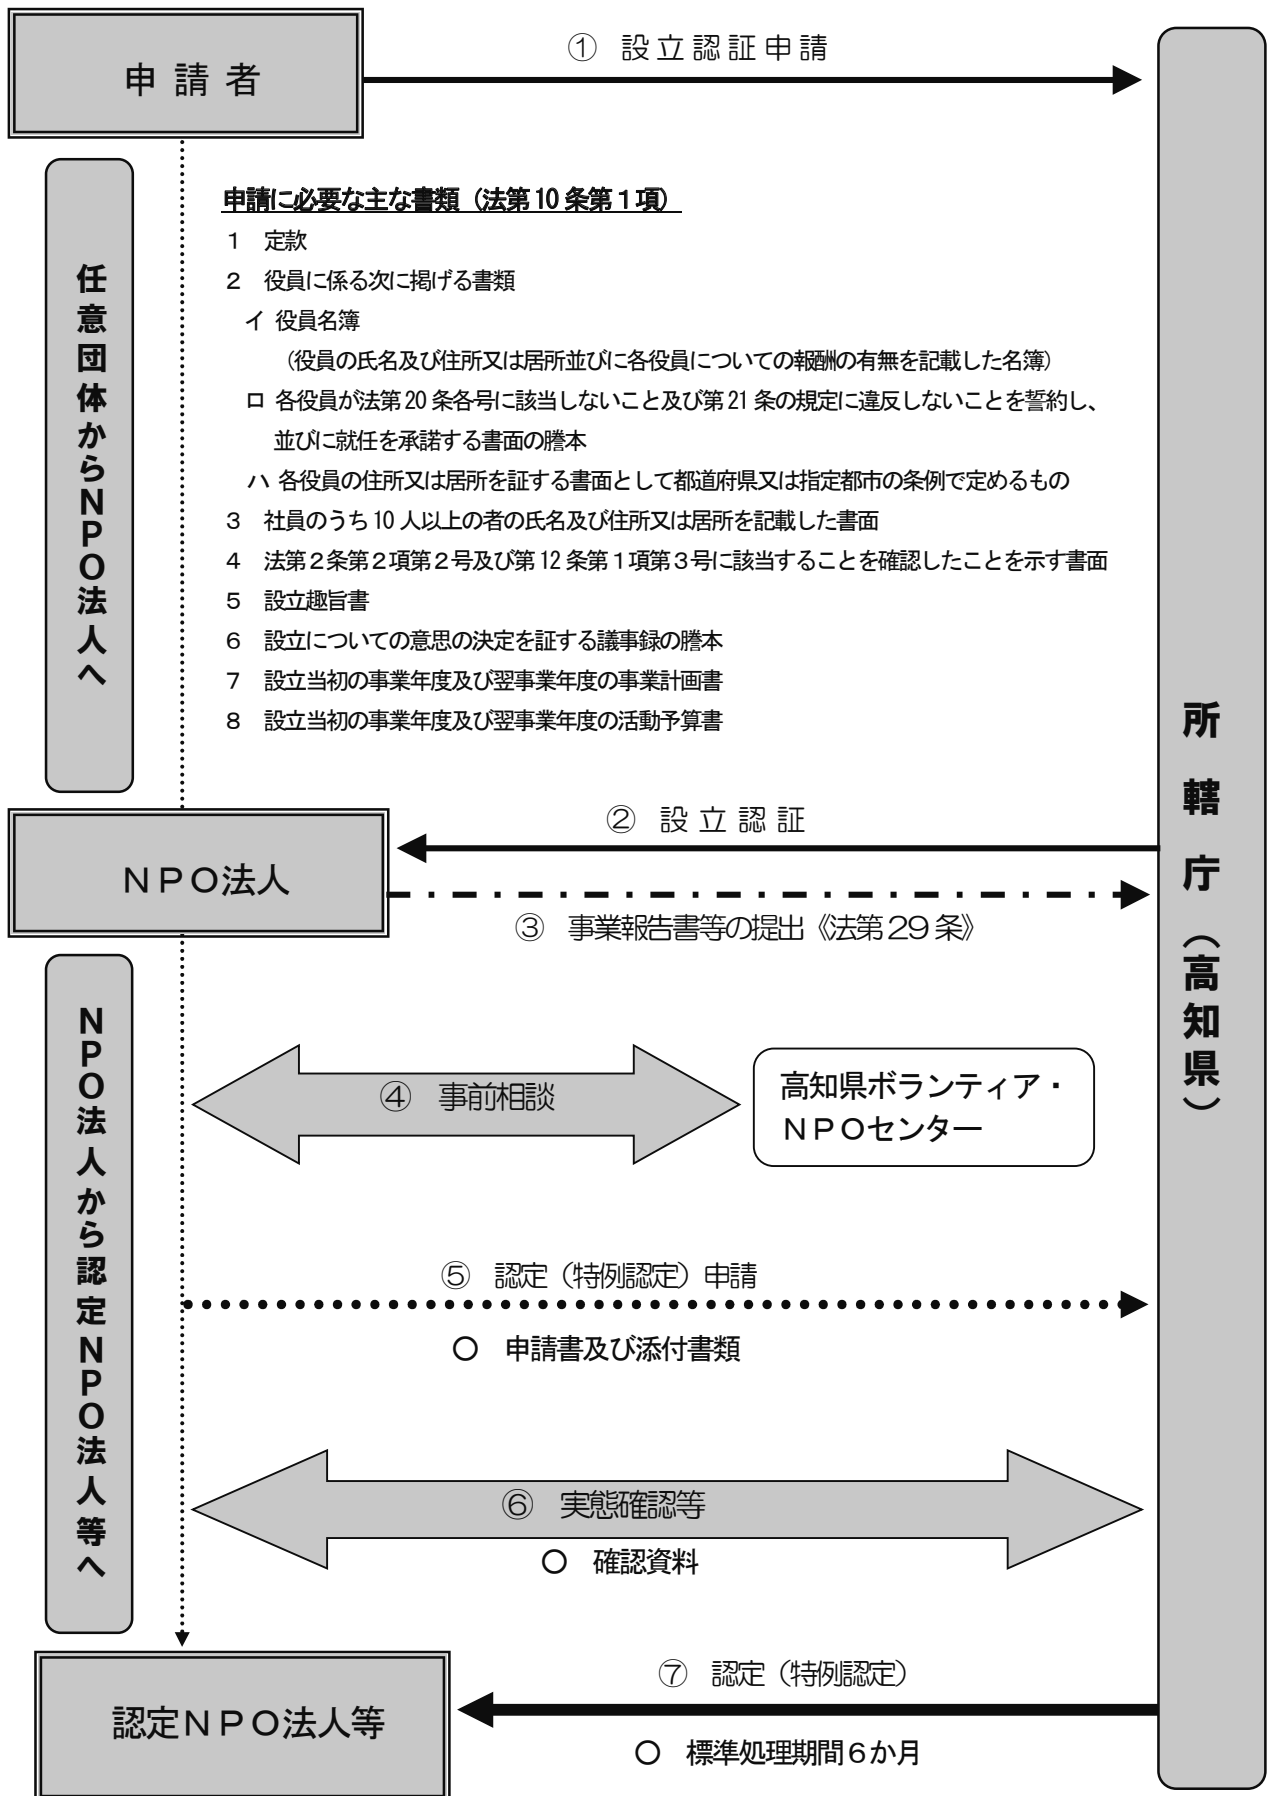 申請者
① 設立認証申請
任意団体からNPO法人へ
申請に必要な主な書類（法第10条第1項）
1 定款
2 役員に係る次に掲げる書類
イ 役員名簿
（役員の氏名及び住所又は居所並びに各役員についての報酬の有無を記載した名簿）
ロ 各役員が法第20条各号に該当しないこと及び第21条の規定に違反しないことを誓約し、
並びに就任を承諾する書面の謄本
ハ 各役員の住所又は居所を証する書面として都道府県又は指定都市の条例で定めるもの
3 社員のうち10人以上の者の氏名及び住所又は居所を記載した書面
4 法第2条第2項第2号及び第12条第1項第3号に該当することを確認したことを示す書面
5 設立趣旨書
6 設立についての意思の決定を証する議事録の謄本
7 設立当初の事業年度及び翌事業年度の事業計画書
8 設立当初の事業年度及び翌事業年度の活動予算書
所轄庁（高知県）
② 設立認証
NPO法人
③ 事業報告書等の提出《法第29条》
NPO法人から認定NPO法人等へ
④ 事前相談
高知県ボランティア・
NPOセンター
⑤ 認定（特例認定）申請
○ 申請書及び添付書類
⑥ 実態確認等
○ 確認資料
⑦ 認定（特例認定）
認定NPO法人等
○ 標準処理期間6か月